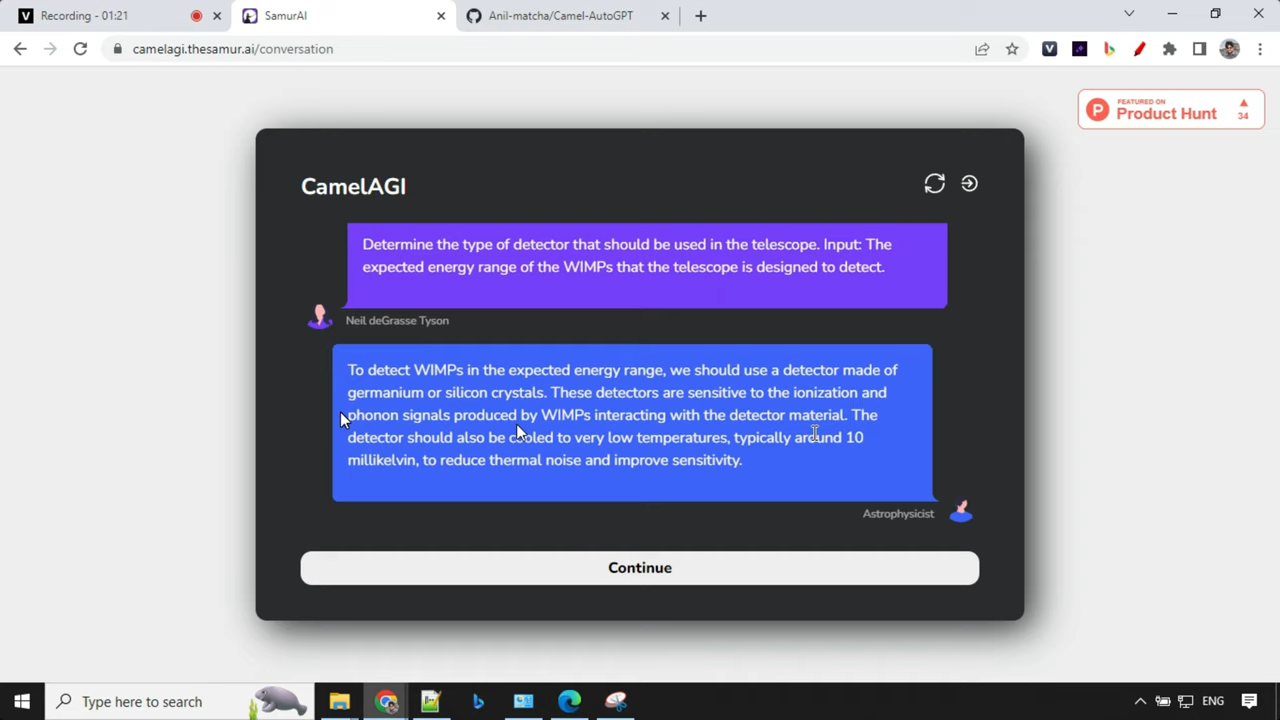 Recording - 01:21
SamurAI
Anil-matcha/Camel-AutoGPT
camelagi.thesamur.ai/conversation
FEATURED ON
Product Hunt
34
CamelAGI
Determine the type of detector that should be used in the telescope. Input: The
expected energy range of the WIMPs that the telescope is designed to detect.
Neil deGrasse Tyson
To detect WIMPs in the expected energy range, we should use a detector made of
germanium or silicon crystals. These detectors are sensitive to the ionization and
phonon signals produced by WIMPs interacting with the detector material. The
detector should also be cooled to very low temperatures, typically around 10
millikelvin, to reduce thermal noise and improve sensitivity.
Astrophysicist
Continue
Type here to search
ENG